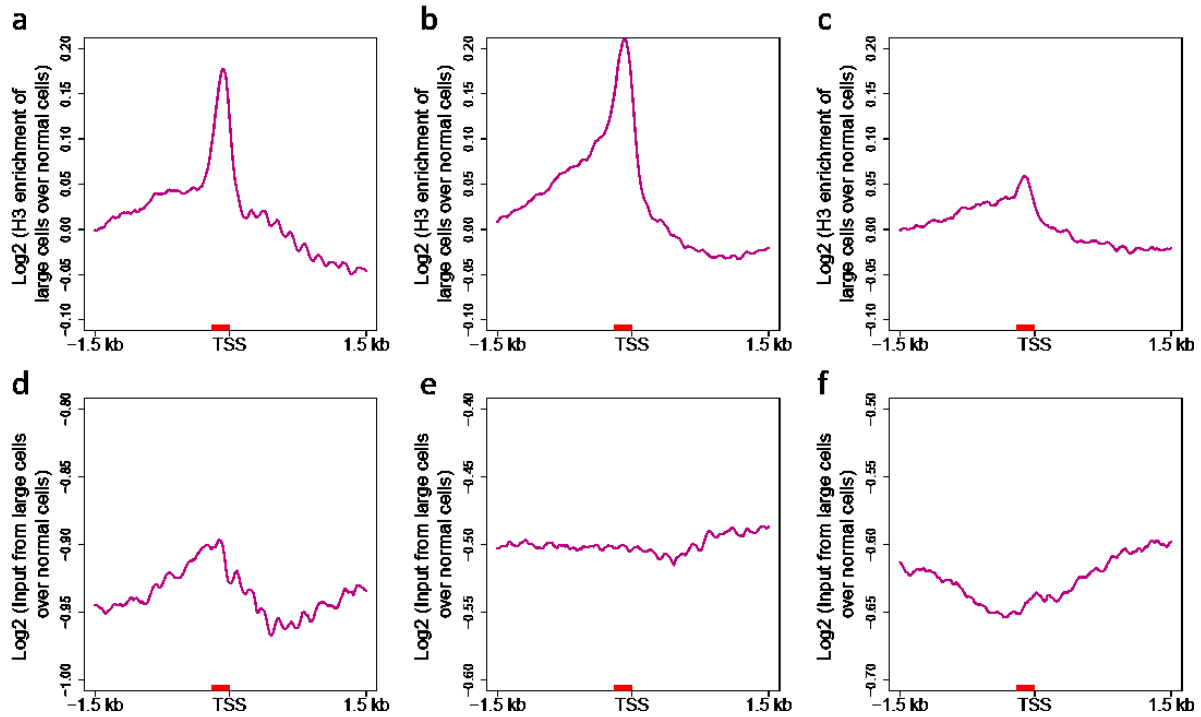 a
Log2 (H3 enrichment of
large cells over normal cells)
0.20
0.15
0.10
0.05
0.00
−0.05
−0.10
−1.5 kb TSS 1.5 kb
b
Log2 (H3 enrichment of
large cells over normal cells)
0.20
0.15
0.10
0.05
0.00
−0.05
−0.10
−1.5 kb TSS 1.5 kb
c
Log2 (H3 enrichment of
large cells over normal cells)
0.20
0.15
0.10
0.05
0.00
−0.05
−0.10
−1.5 kb TSS 1.5 kb
d
Log2 (Input from large cells
over normal cells)
−0.80
−0.85
−0.90
−0.95
−1.00
−1.5 kb TSS 1.5 kb
e
Log2 (Input from large cells
over normal cells)
−0.40
−0.45
−0.50
−0.55
−0.60
−1.5 kb TSS 1.5 kb
f
Log2 (Input from large cells
over normal cells)
−0.50
−0.55
−0.60
−0.65
−0.70
−1.5 kb TSS 1.5 kb